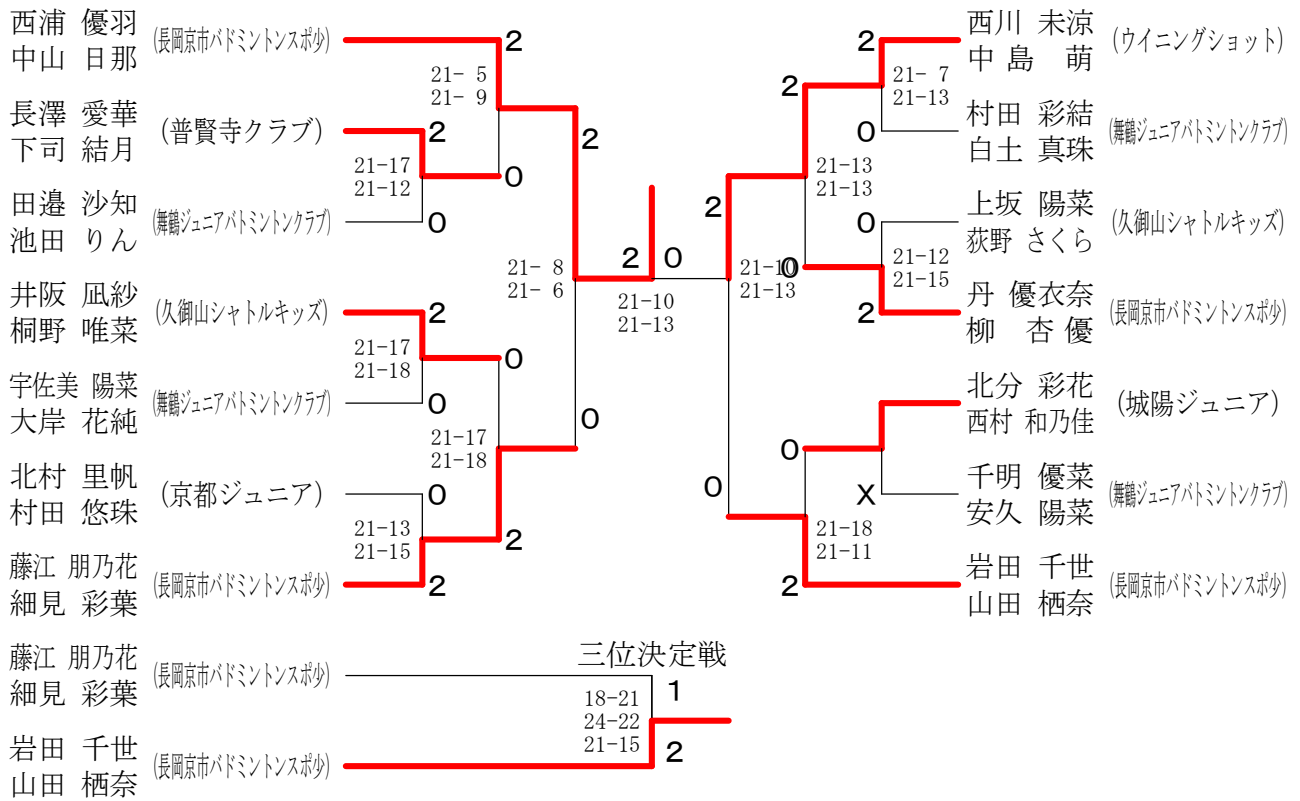 西浦 優羽
中山 日那
(長岡京市バドミントンスポ少)
2
21- 5
21- 9
長澤 愛華
下司 結月
(普賢寺クラブ)
2
0
21-17
21-12
田邉 沙知
池田 りん
(舞鶴ジュニアバトミントンクラブ)
0
2
21- 8
21- 6
井阪 凪紗
桐野 唯菜
(久御山シャトルキッズ)
2
0
21-17
21-18
宇佐美 陽菜
大岸 花純
(舞鶴ジュニアバトミントンクラブ)
0
21-17
21-18
0
北村 里帆
村田 悠珠
(京都ジュニア)
0
21-13
21-15
2
藤江 朋乃花
細見 彩葉
(長岡京市バドミントンスポ少)
2
2 0
21-10
21-13
西川 未涼
中島 萌
(ウイニングショット)
2
21- 7
21-13
2
村田 彩結
白土 真珠
(舞鶴ジュニアバトミントンクラブ)
0
21-13
21-13
2
上坂 陽菜
荻野 さくら
(久御山シャトルキッズ)
0
21-12
21-15
0
21-10
21-13
丹 優衣奈
柳 杏優
(長岡京市バドミントンスポ少)
2
北分 彩花
西村 和乃佳
(城陽ジュニア)
0
0
千明 優菜
安久 陽菜
(舞鶴ジュニアバトミントンクラブ)
X
21-18
21-11
岩田 千世
山田 栖奈
(長岡京市バドミントンスポ少)
2
三位決定戦
藤江 朋乃花
細見 彩葉
(長岡京市バドミントンスポ少)
1
18-21
24-22
21-15
岩田 千世
山田 栖奈
(長岡京市バドミントンスポ少)
2